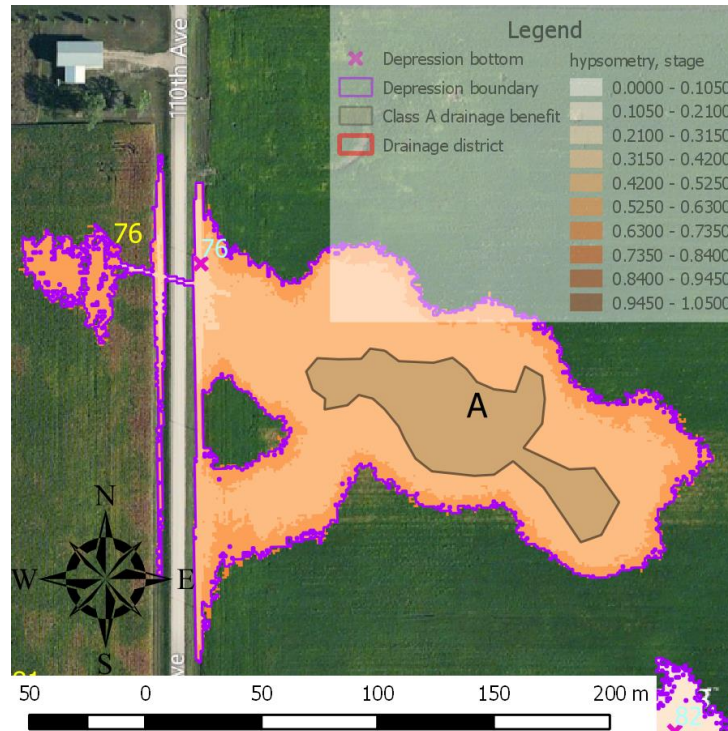 Legend
Depression bottom
Depression boundary
Class A drainage benefit
Drainage district
hypsometry, stage
0.0000 - 0.1050
0.1050 - 0.2100
0.2100 - 0.3150
0.3150 - 0.4200
0.4200 - 0.5250
0.5250 - 0.6300
0.6300 - 0.7350
0.7350 - 0.8400
0.8400 - 0.9450
0.9450 - 1.0500
110th Ave
76
76
A
N
W
E
S
Ave
82
50
0
50
100
150
200 m